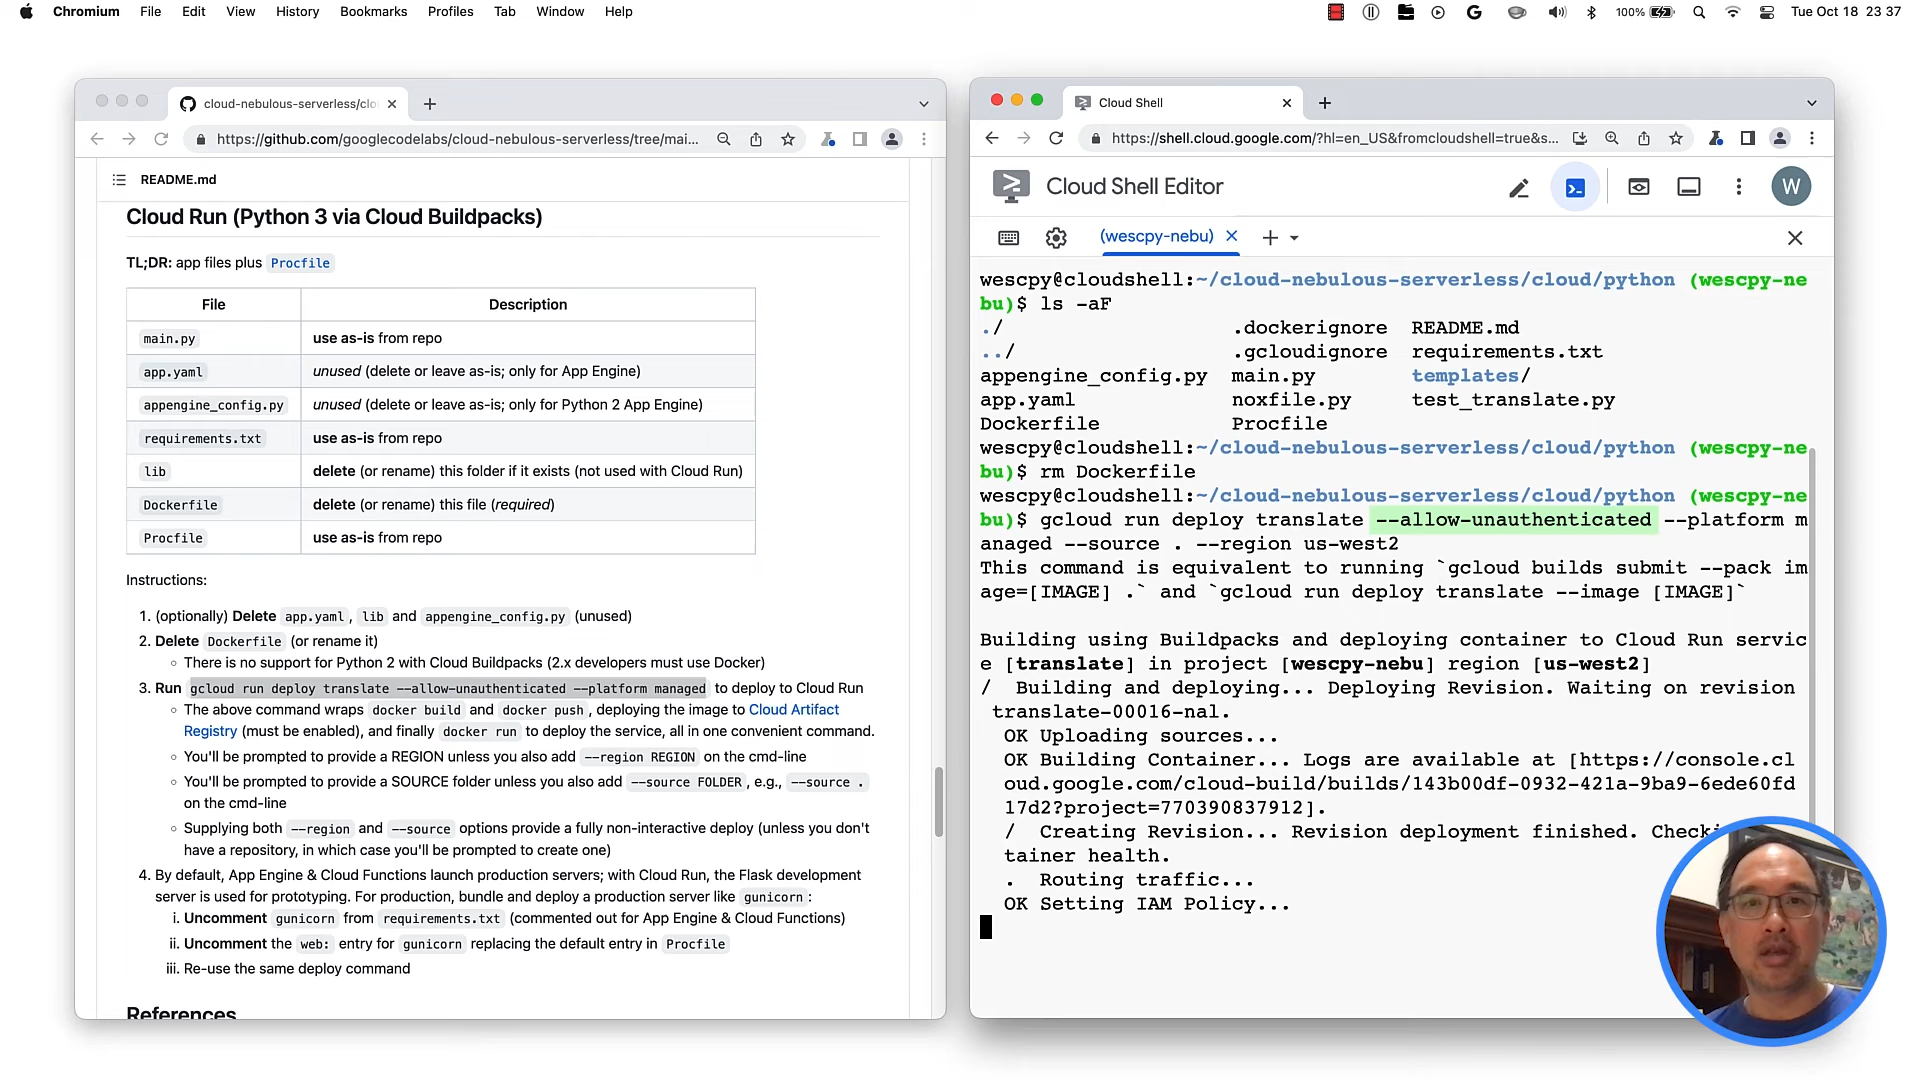 Chromium File Edit View History Bookmarks Profiles Tab Window Help 100% Tue Oct 18 23 37
cloud-nebulous-serverless/clo
https://github.com/googlecodelabs/cloud-nebulous-serverless/tree/mai...
README.md
Cloud Run (Python 3 via Cloud Buildpacks)
TL;DR: app files plus Procfile
File Description
main.py use as-is from repo
app.yaml unused (delete or leave as-is; only for App Engine)
appengine_config.py unused (delete or leave as-is; only for Python 2 App Engine)
requirements.txt use as-is from repo
lib delete (or rename) this folder if it exists (not used with Cloud Run)
Dockerfile delete (or rename) this file (required)
Procfile use as-is from repo
Instructions:
1. (optionally) Delete app.yaml, lib and appengine_config.py (unused)
2. Delete Dockerfile (or rename it)
There is no support for Python 2 with Cloud Buildpacks (2.x developers must use Docker)
3. Run gcloud run deploy translate --allow-unauthenticated --platform managed to deploy to Cloud Run
The above command wraps docker build and docker push, deploying the image to Cloud Artifact
Registry (must be enabled), and finally docker run to deploy the service, all in one convenient command.
You'll be prompted to provide a REGION unless you also add --region REGION on the cmd-line
You'll be prompted to provide a SOURCE folder unless you also add --source FOLDER, e.g., --source .
on the cmd-line
Supplying both --region and --source options provide a fully non-interactive deploy (unless you don't
have a repository, in which case you'll be prompted to create one)
4. By default, App Engine & Cloud Functions launch production servers; with Cloud Run, the Flask development
server is used for prototyping. For production, bundle and deploy a production server like gunicorn:
i. Uncomment gunicorn from requirements.txt (commented out for App Engine & Cloud Functions)
ii. Uncomment the web: entry for gunicorn replacing the default entry in Procfile
iii. Re-use the same deploy command
References
Cloud Shell
https://shell.cloud.google.com/?hl=en_US&fromcloudshell=true&s...
Cloud Shell Editor
W
(wescpy-nebu)
wescpy@cloudshell:~/cloud-nebulous-serverless/cloud/python (wescpy-ne
bu)$ ls -aF
./ .dockerignore README.md
../ .gcloudignore requirements.txt
appengine_config.py main.py templates/
app.yaml noxfile.py test_translate.py
Dockerfile Procfile
wescpy@cloudshell:~/cloud-nebulous-serverless/cloud/python (wescpy-ne
bu)$ rm Dockerfile
wescpy@cloudshell:~/cloud-nebulous-serverless/cloud/python (wescpy-ne
bu)$ gcloud run deploy translate --allow-unauthenticated --platform m
anaged --source . --region us-west2
This command is equivalent to running `gcloud builds submit --pack im
age=[IMAGE] .` and `gcloud run deploy translate --image [IMAGE]`
Building using Buildpacks and deploying container to Cloud Run servic
e [translate] in project [wescpy-nebu] region [us-west2]
/ Building and deploying... Deploying Revision. Waiting on revision
translate-00016-nal.
OK Uploading sources...
OK Building Container... Logs are available at [https://console.cl
oud.google.com/cloud-build/builds/143b00df-0932-421a-9ba9-6ede60fd
17d2?project=770390837912].
/ Creating Revision... Revision deployment finished. Checki
tainer health.
. Routing traffic...
OK Setting IAM Policy...